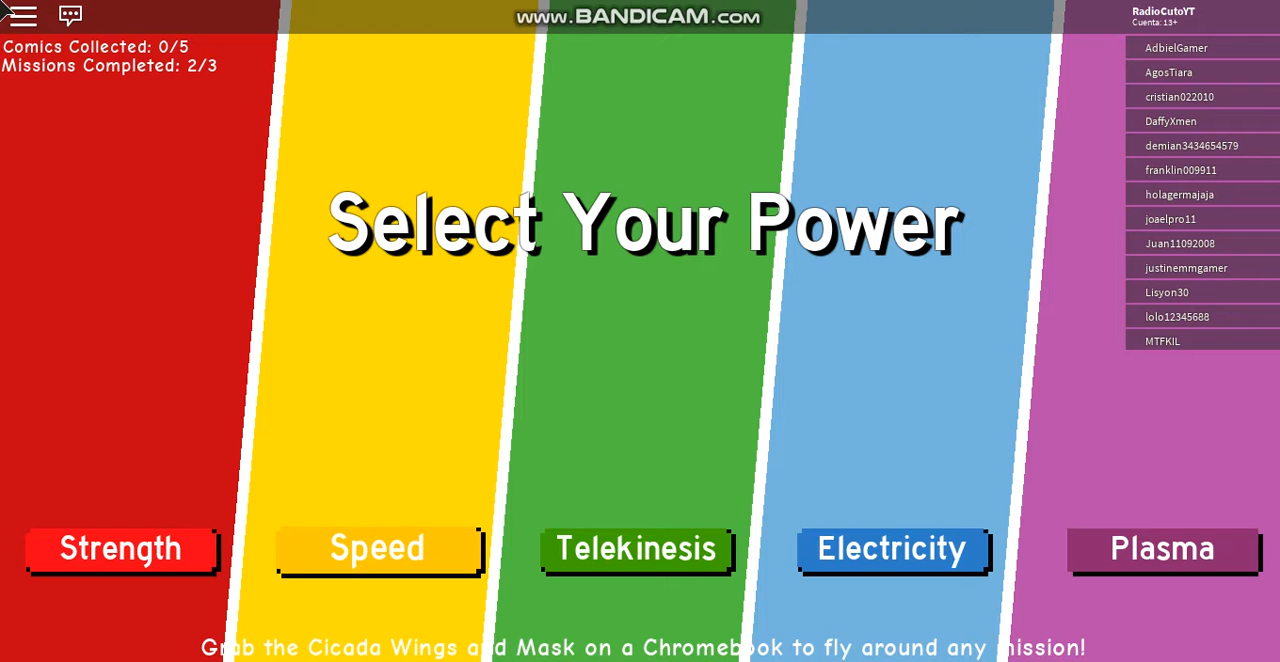 www.BANDICAM.com
RadioCutoYT
Cuenta: 13+
Comics Collected: 0/5
Missions Completed: 2/3
AdbielGamer
AgosTiara
cristian022010
DaffyXmen
demian3434654579
franklin009911
holagermajaja
joaelpro11
Juan11092008
justinemmgamer
Lisyon30
lolo12345688
MTFKIL
Select Your Power
Strength
Speed
Telekinesis
Electricity
Plasma
Grab the Cicada Wings and Mask on a Chromebook to fly around any mission!